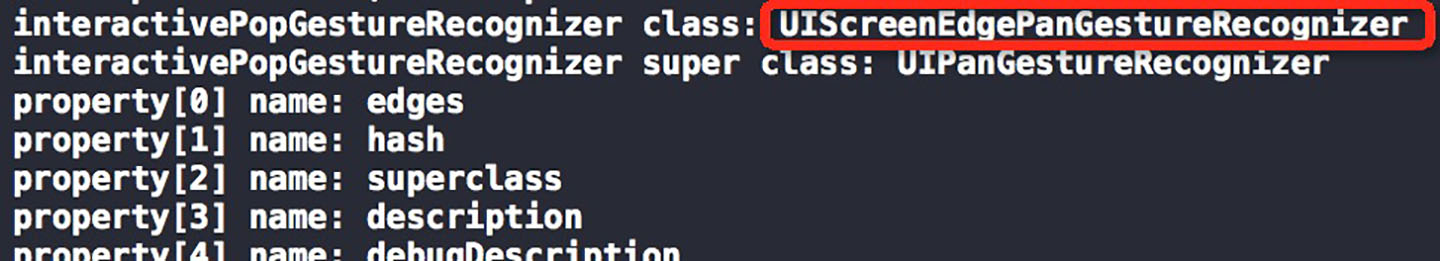 interactivePopGestureRecognizer class: UIScreenEdgePanGestureRecognizer
interactivePopGestureRecognizer super class: UIPanGestureRecognizer
property[0] name: edges
property[1] name: hash
property[2] name: superclass
property[3] name: description
property[4] name: debugDescription